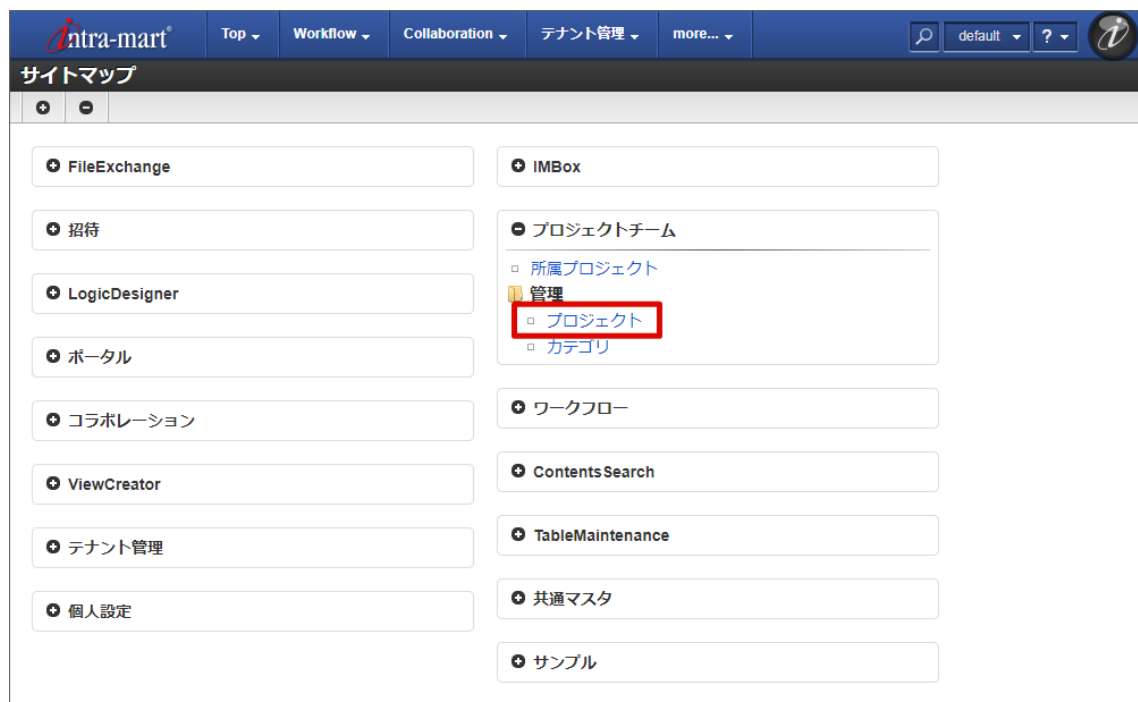 intra-mart®
Top
Workflow
Collaboration
テナント管理
more...
default
?
サイトマップ
FileExchange
招待
LogicDesigner
ポータル
コラボレーション
ViewCreator
テナント管理
個人設定
IMBox
プロジェクトチーム
所属プロジェクト
管理
プロジェクト
カテゴリ
ワークフロー
ContentsSearch
TableMaintenance
共通マスタ
サンプル